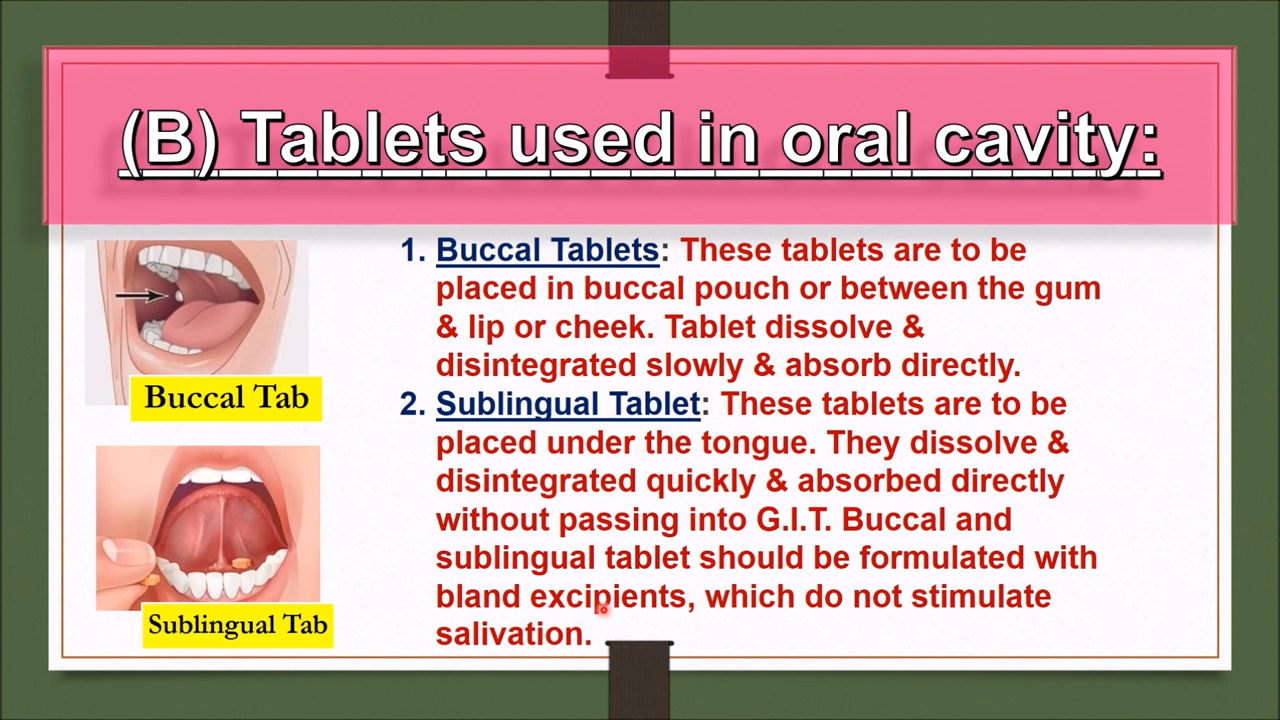 (B) Tablets used in oral cavity:
1. Buccal Tablets: These tablets are to be
placed in buccal pouch or between the gum
& lip or cheek. Tablet dissolve &
disintegrated slowly & absorb directly.
2. Sublingual Tablet: These tablets are to be
placed under the tongue. They dissolve &
disintegrated quickly & absorbed directly
without passing into G.I.T. Buccal and
sublingual tablet should be formulated with
bland excipients, which do not stimulate
salivation.
Buccal Tab
Sublingual Tab